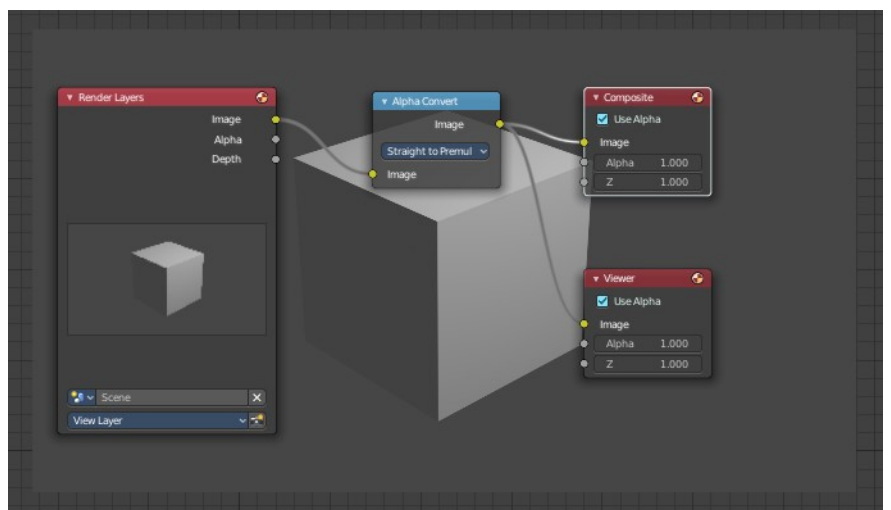 Render Layers
Image
Alpha
Depth
Scene
View Layer
Alpha Convert
Image
Straight to Premul
Image
Composite
Use Alpha
Image
Alpha 1.000
Z 1.000
Viewer
Use Alpha
Image
Alpha 1.000
Z 1.000